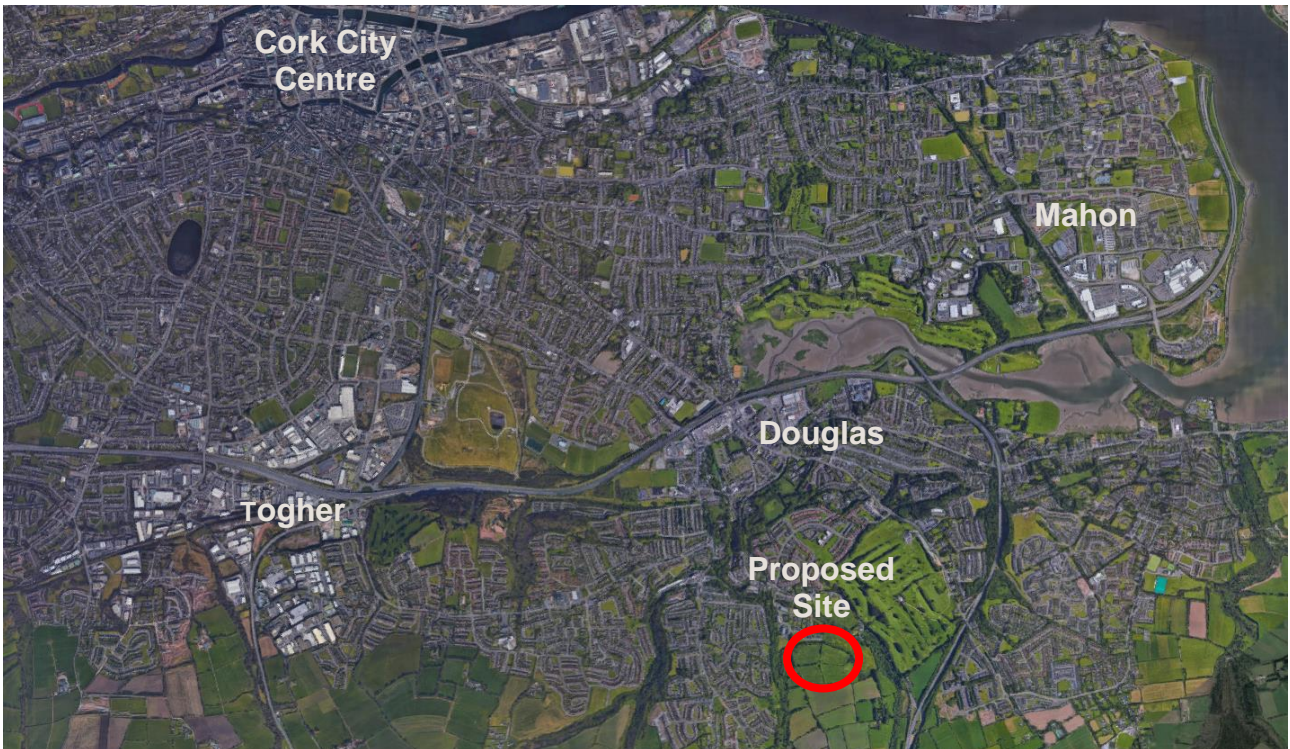 Cork City
Centre
Mahon
Douglas
Togher
Proposed
Site